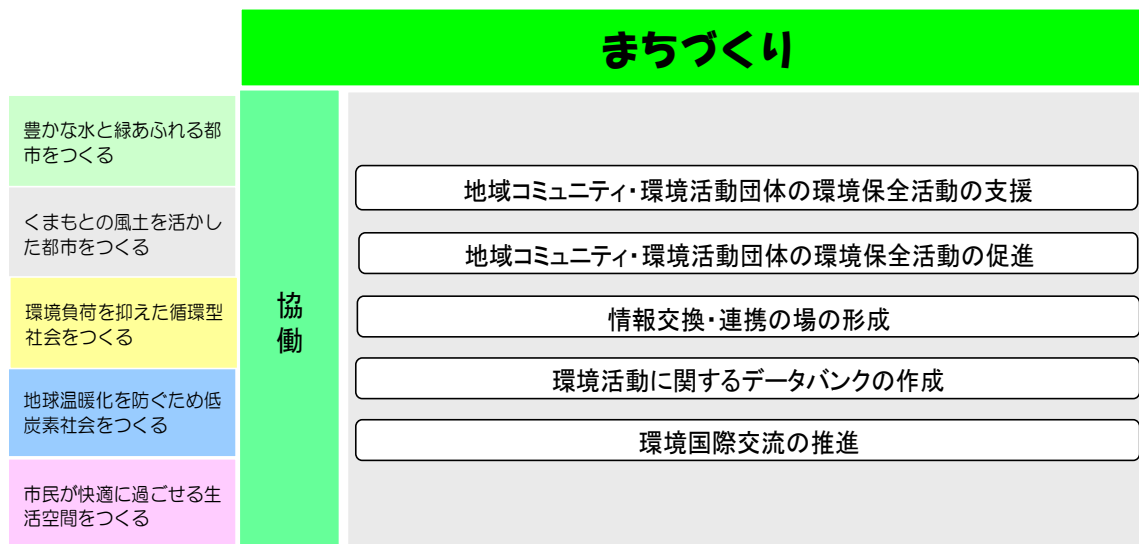 まちづくり
豊かな水と緑あふれる都
市をつくる
くまもとの風土を活かし
た都市をつくる
環境負荷を抑えた循環型
社会をつくる
地球温暖化を防ぐため低
炭素社会をつくる
市民が快適に過ごせる生
活空間をつくる
協
働
地域コミュニティ・環境活動団体の環境保全活動の支援
地域コミュニティ・環境活動団体の環境保全活動の促進
情報交換・連携の場の形成
環境活動に関するデータバンクの作成
環境国際交流の推進